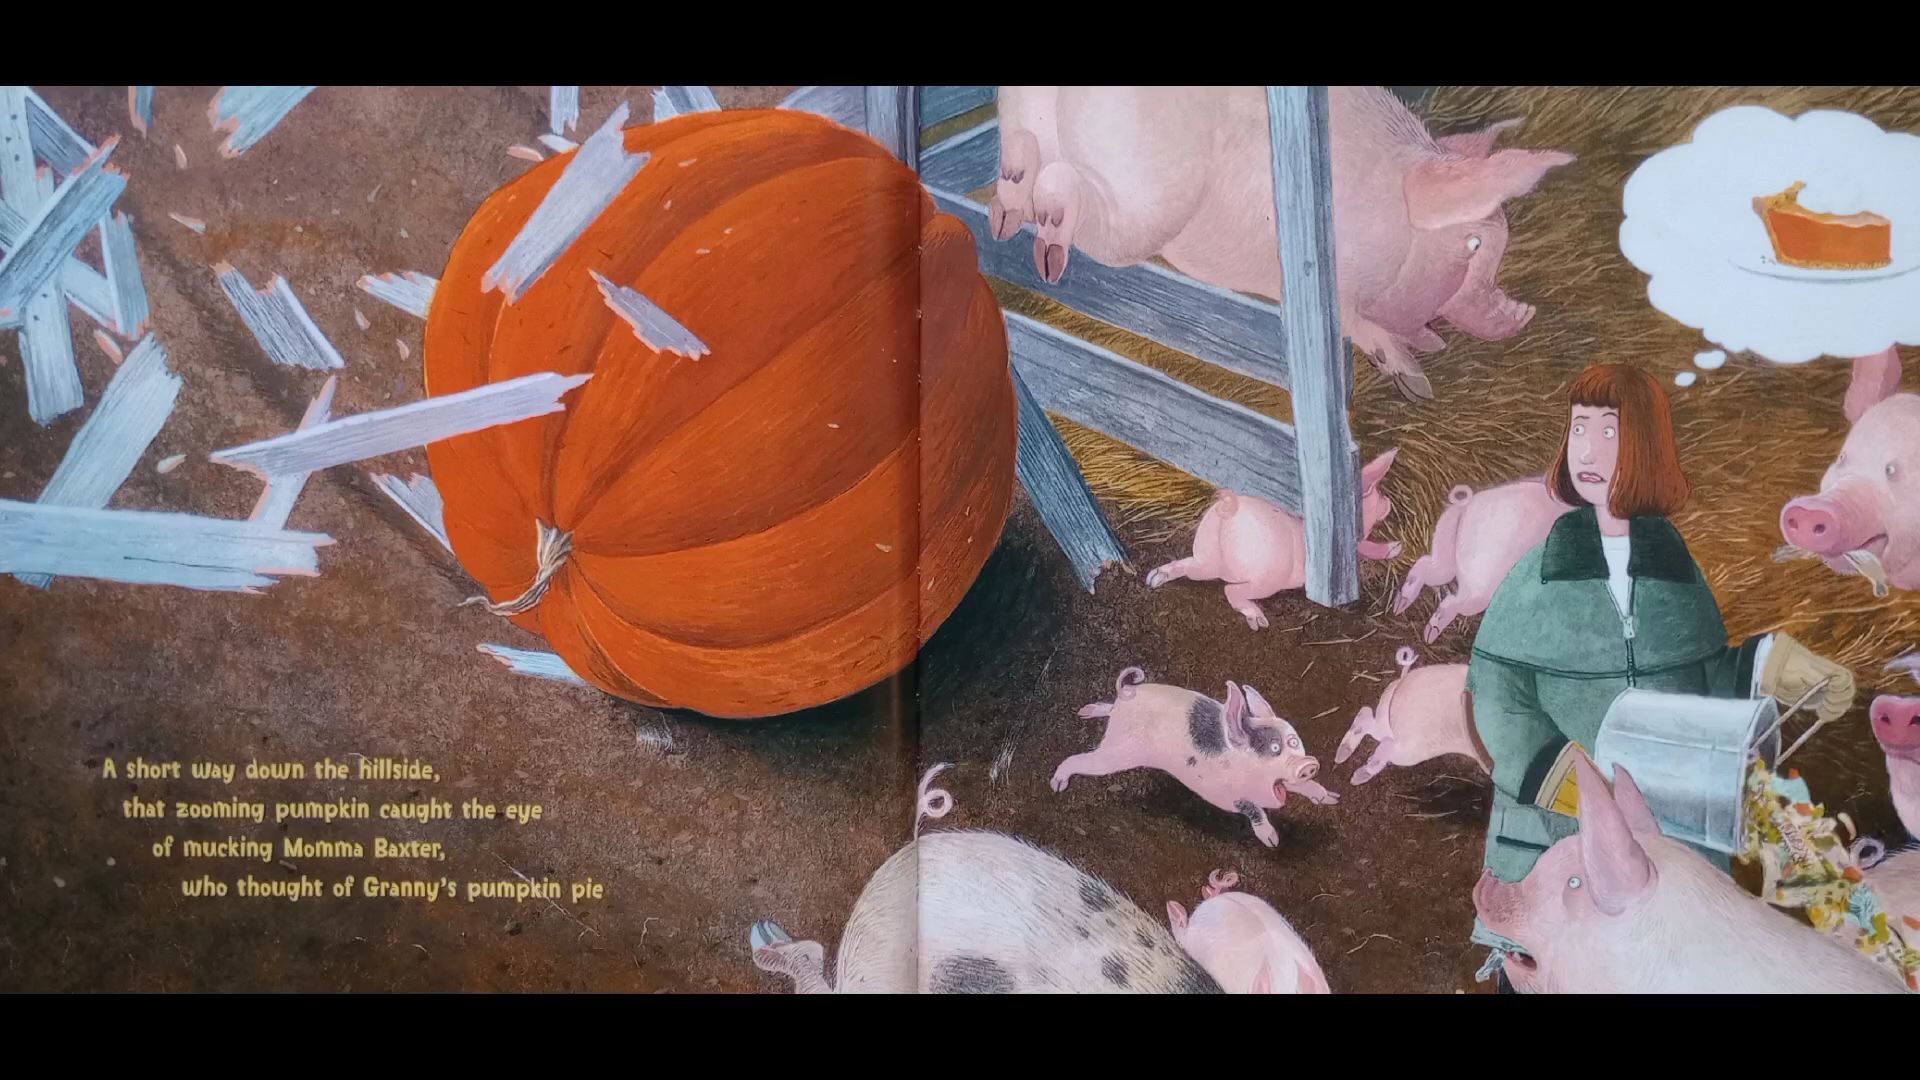 A short way down the hillside,
that zooming pumpkin caught the eye
of mucking Momma Baxter,
who thought of Granny's pumpkin pie